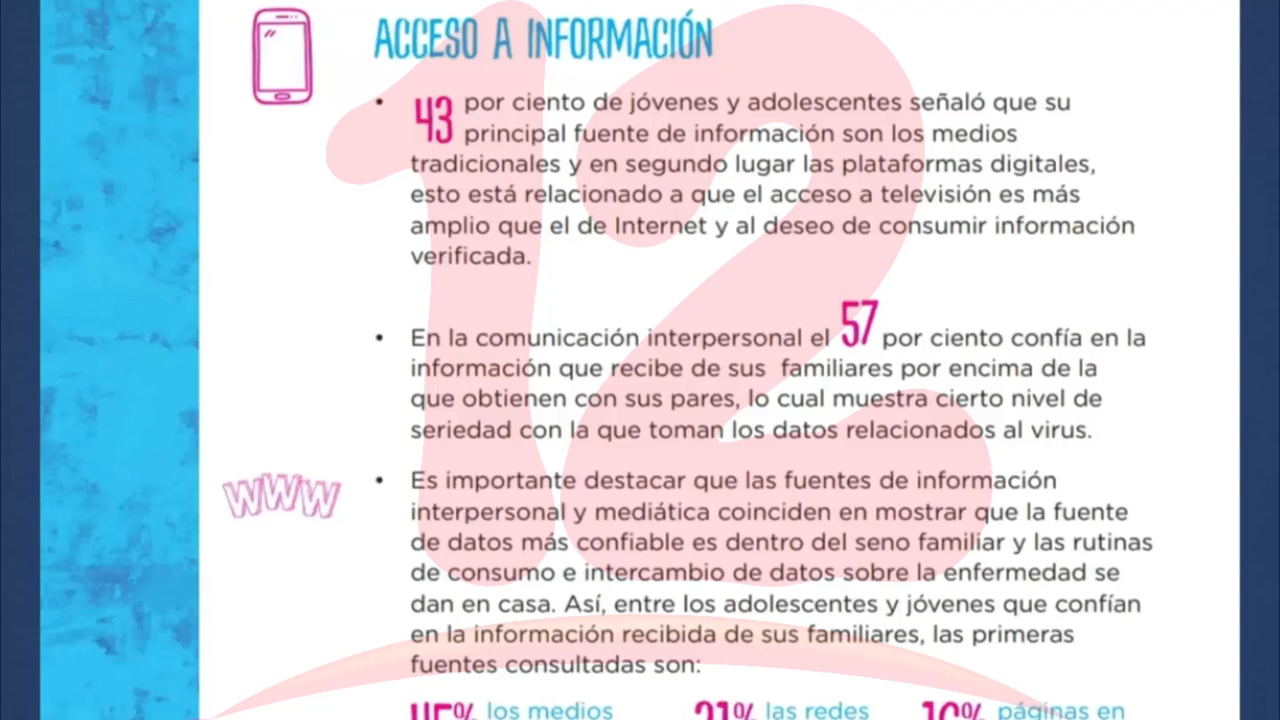 ACCESO A INFORMACIÓN
• 43 por ciento de jóvenes y adolescentes señaló que su
principal fuente de información son los medios
tradicionales y en segundo lugar las plataformas digitales,
esto está relacionado a que el acceso a televisión es más
amplio que el de Internet y al deseo de consumir información
verificada.
• En la comunicación interpersonal el 57 por ciento confía en la
información que recibe de sus familiares por encima de la
que obtienen con sus pares, lo cual muestra cierto nivel de
seriedad con la que toman los datos relacionados al virus.
WWW
• Es importante destacar que las fuentes de información
interpersonal y mediática coinciden en mostrar que la fuente
de datos más confiable es dentro del seno familiar y las rutinas
de consumo e intercambio de datos sobre la enfermedad se
dan en casa. Así, entre los adolescentes y jóvenes que confían
en la información recibida de sus familiares, las primeras
fuentes consultadas son:
45% los medios 21% las redes 10% páginas en
12